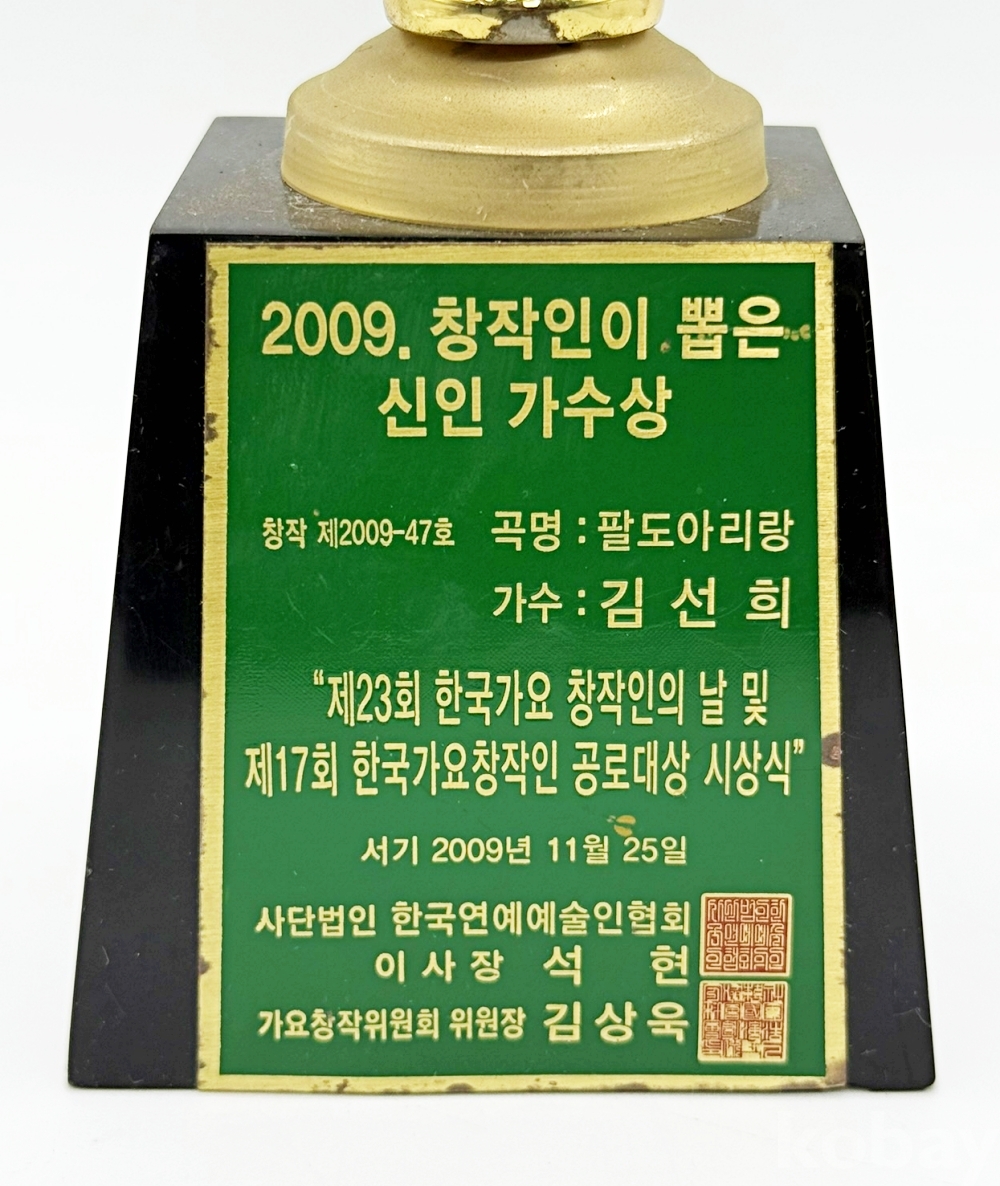 2009. 창작인이 뽑은
신인 가수상
창작 제2009-47호 곡명 : 팔도아리랑
가수 : 김 선 희
“제23회 한국가요 창작인의 날 및
제17회 한국가요창작인 공로대상 시상식”
서기 2009년 11월 25일
사단법인 한국연예예술인협회
이 사 장 석 현
가요창작위원회 위원장 김 상 욱
kobay